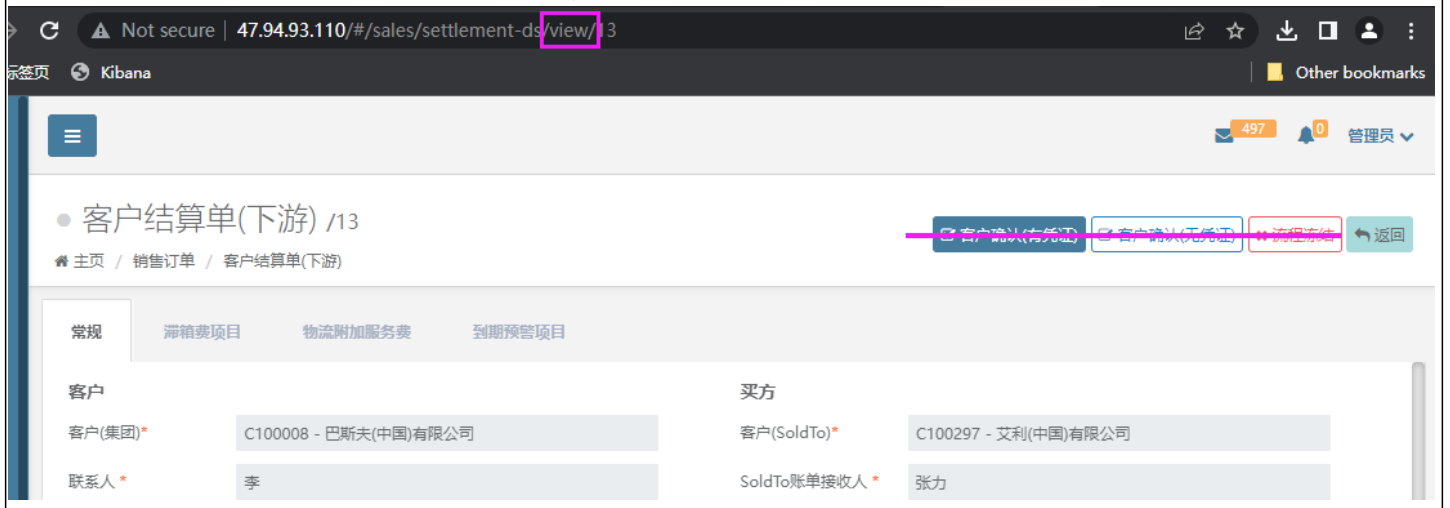 Not secure | 47.94.93.110/#/sales/settlement-ds/view/13
标签页 Kibana Other bookmarks
497 0 管理员
客户结算单(下游) /13
客户确认(有凭证) 客户确认(无凭证) 流程冻结 返回
主页 / 销售订单 / 客户结算单(下游)
常规 滞箱费项目 物流附加服务费 到期预警项目
客户 买方
客户(集团)* C100008 - 巴斯夫(中国)有限公司 客户(SoldTo)* C100297 - 艾利(中国)有限公司
联系人 * 李 SoldTo账单接收人 * 张力